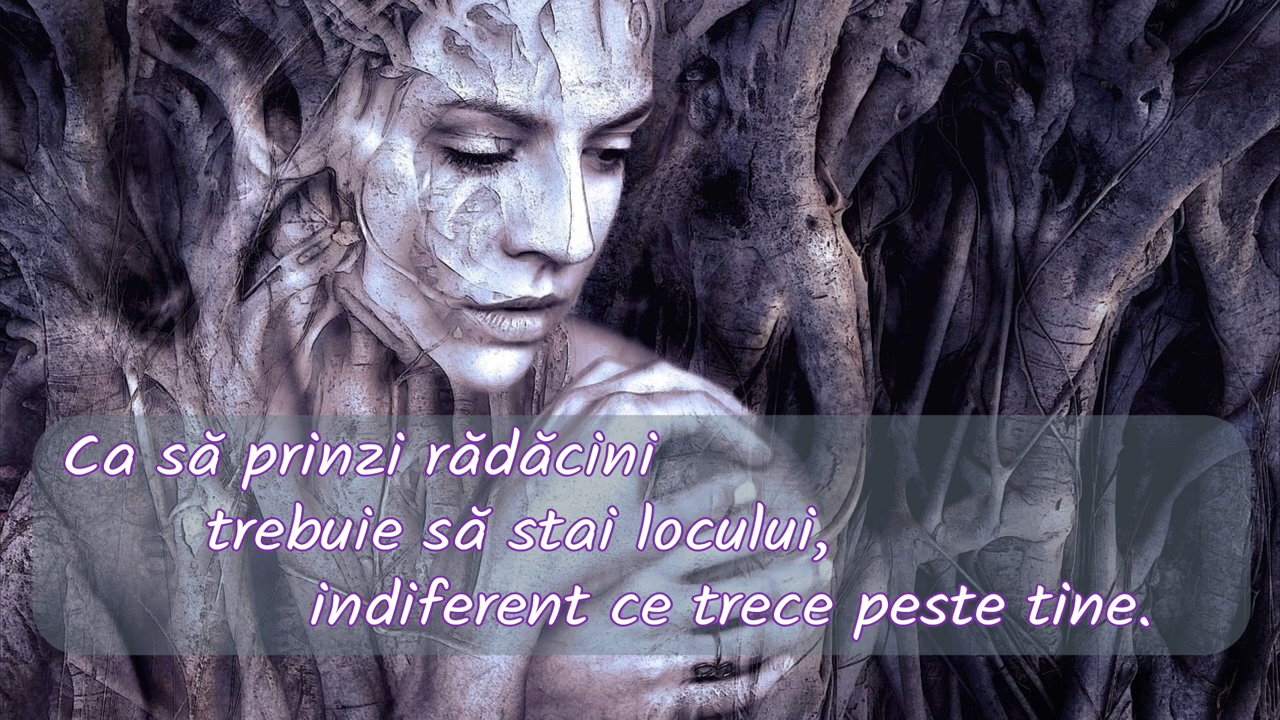 Ca să prinzi rădăcini
trebuie să stai locului,
indiferent ce trece peste tine.